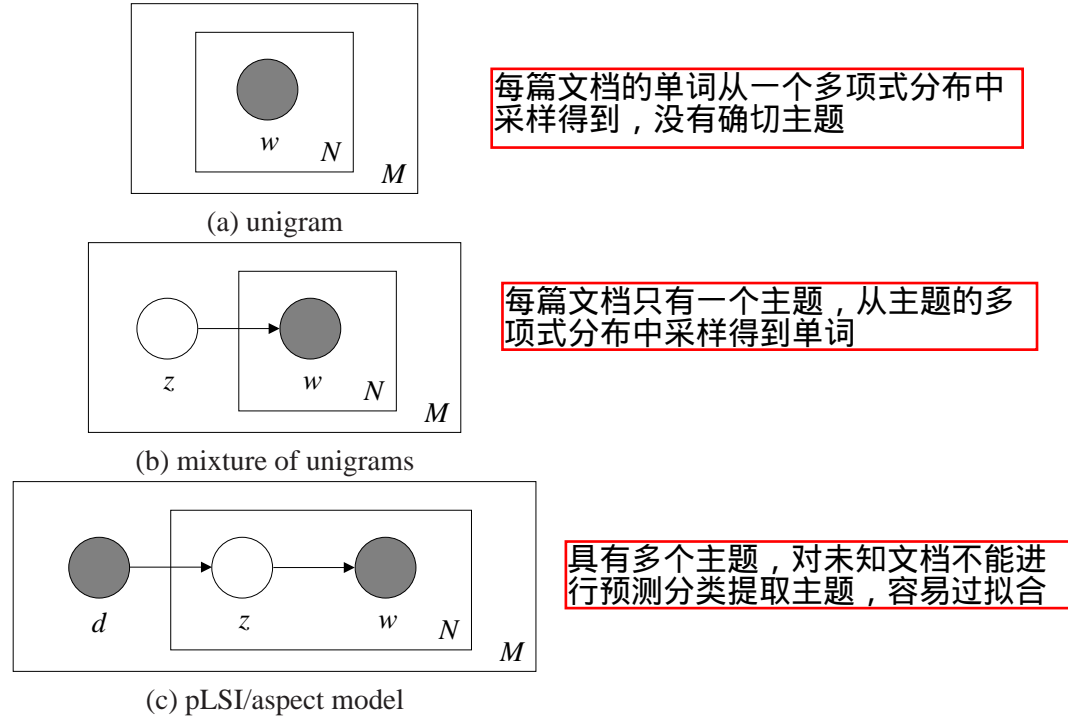 w
N
M
每篇文档的单词从一个多项式分布中
采样得到，没有确切主题
(a) unigram
z
w
N
M
每篇文档只有一个主题，从主题的多
项式分布中采样得到单词
(b) mixture of unigrams
d
z
w
N
M
具有多个主题，对未知文档不能进
行预测分类提取主题，容易过拟合
(c) pLSI/aspect model